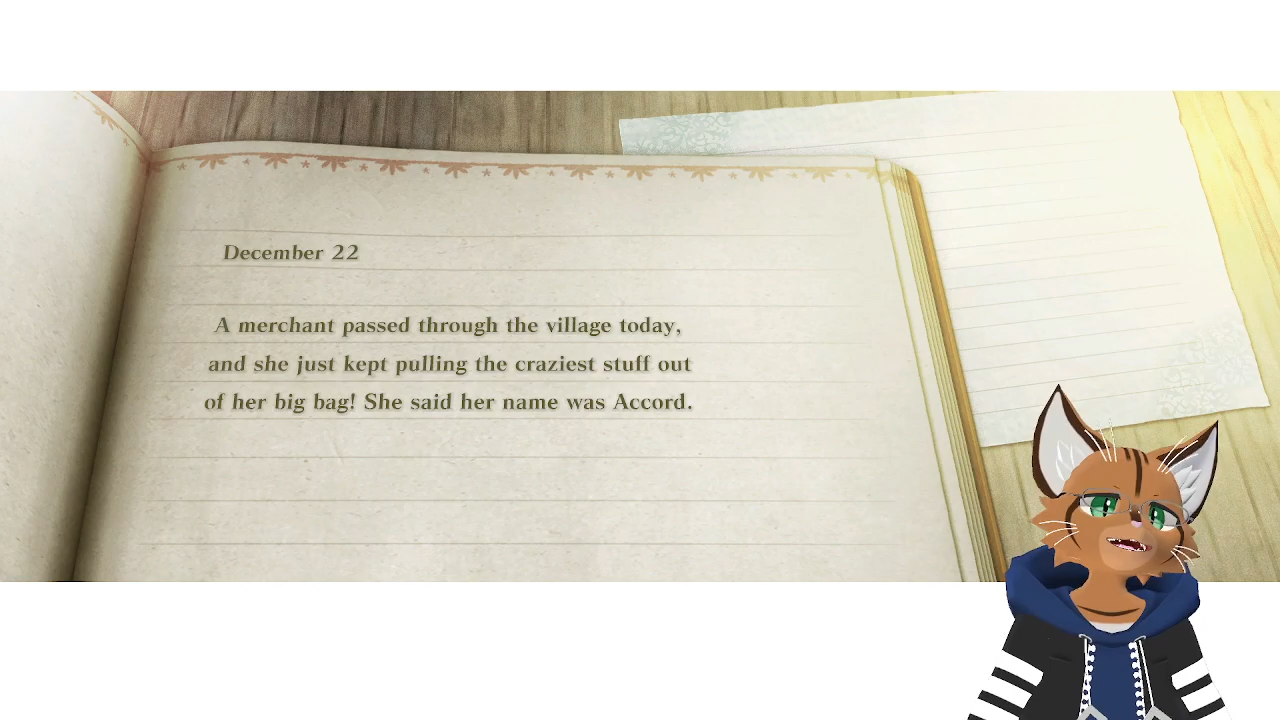 December 22
A merchant passed through the village today,
and she just kept pulling the craziest stuff out
of her big bag! She said her name was Accord.